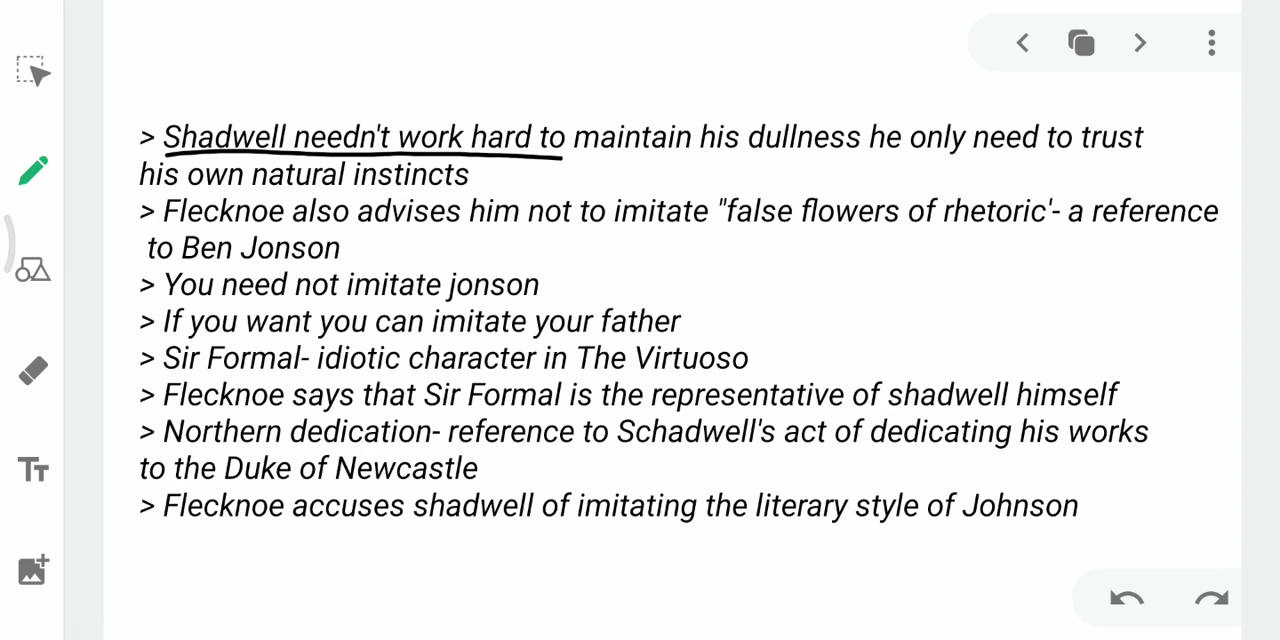 > Shadwell needn't work hard to maintain his dullness he only need to trust
his own natural instincts
> Flecknoe also advises him not to imitate "false flowers of rhetoric'- a reference
to Ben Jonson
> You need not imitate jonson
> If you want you can imitate your father
> Sir Formal- idiotic character in The Virtuoso
> Flecknoe says that Sir Formal is the representative of shadwell himself
> Northern dedication- reference to Schadwell's act of dedicating his works
to the Duke of Newcastle
> Flecknoe accuses shadwell of imitating the literary style of Johnson
TT